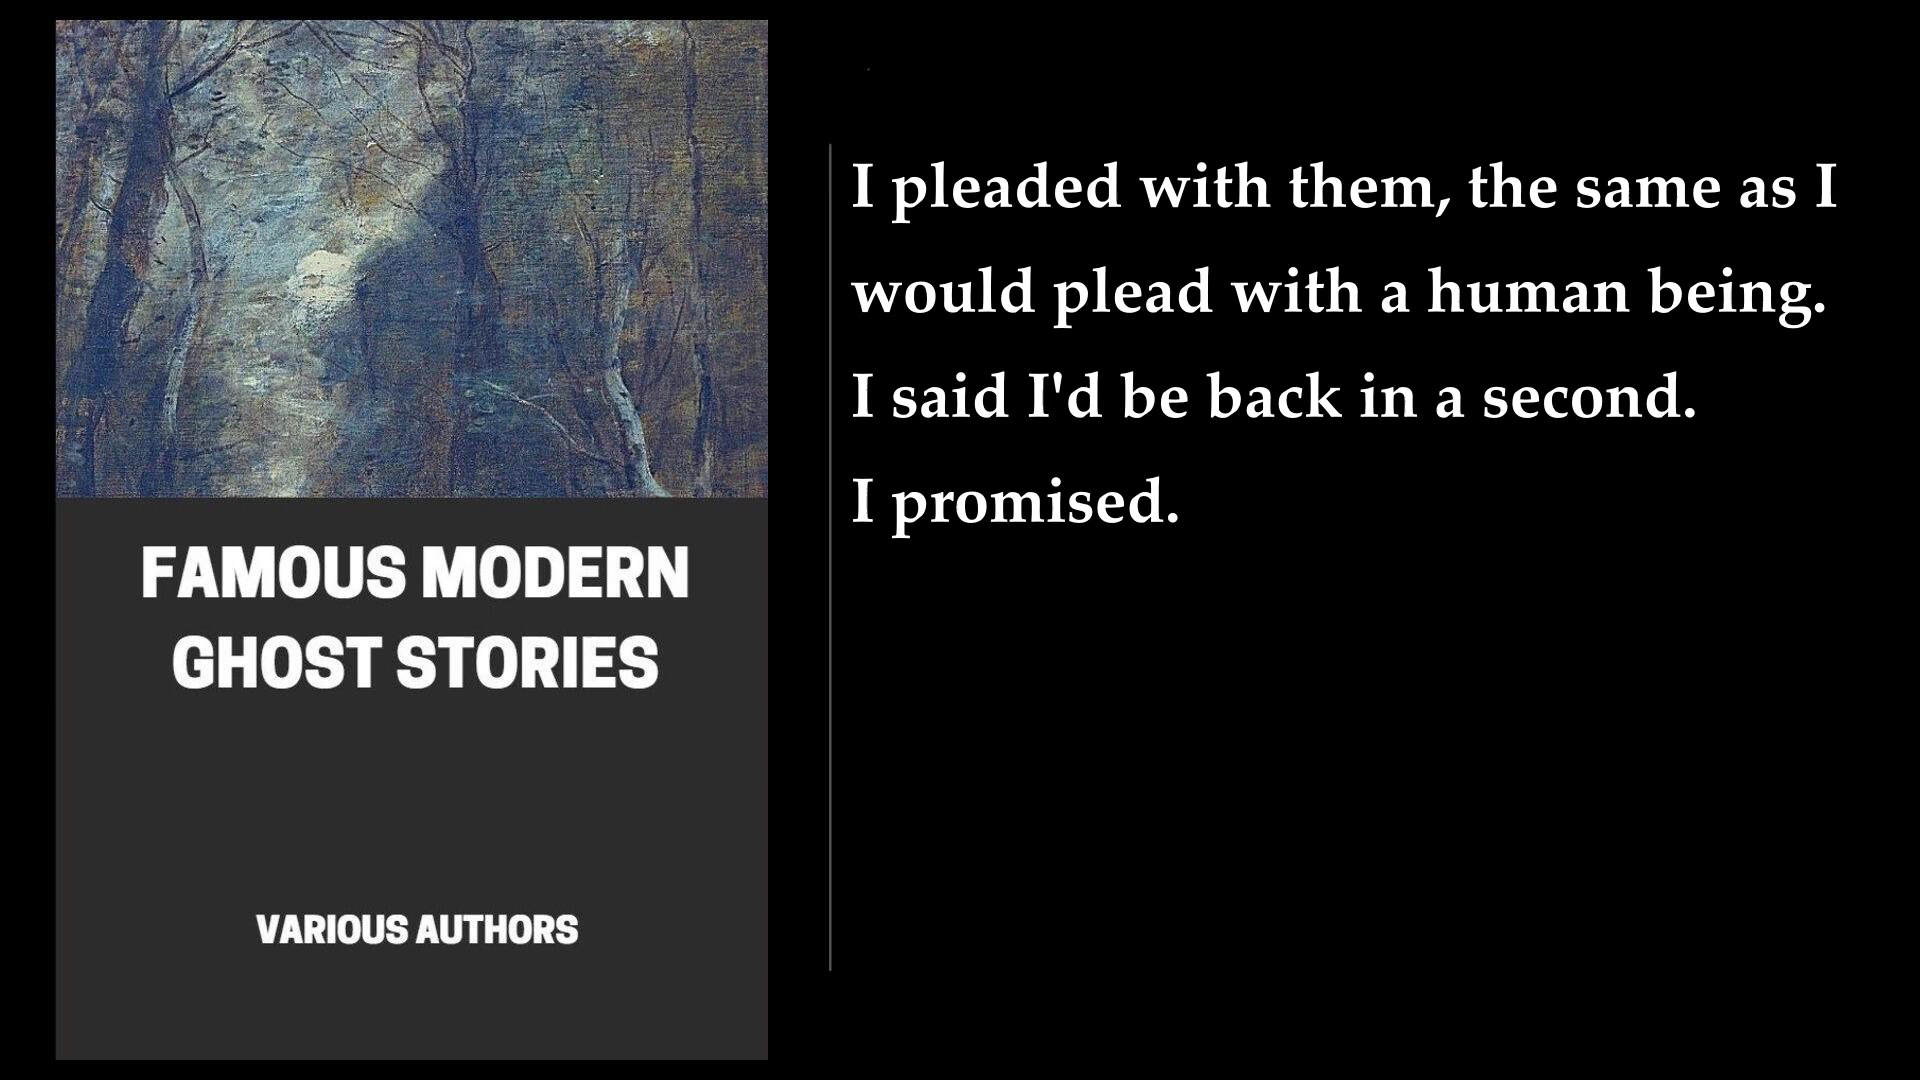 FAMOUS MODERN
GHOST STORIES
VARIOUS AUTHORS
I pleaded with them, the same as I
would plead with a human being.
I said I'd be back in a second.
I promised.